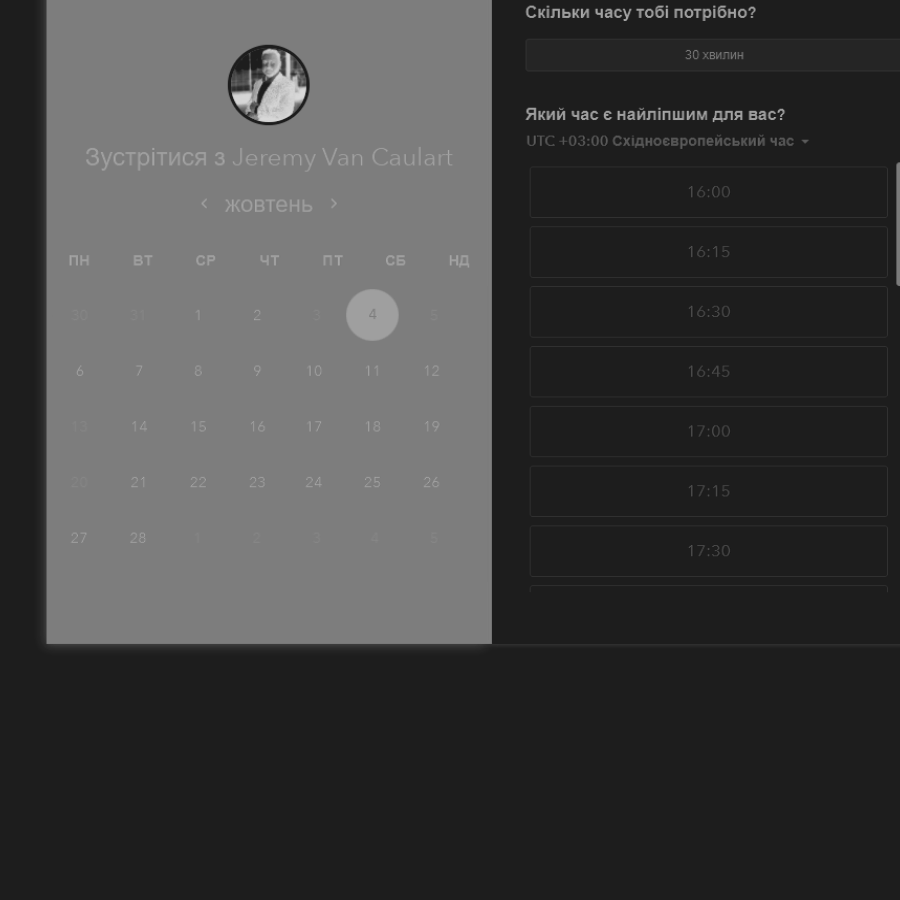 Зустрітися з Jeremy Van Caulart
жовтень
ПН ВТ СР ЧТ ПТ СБ НД
30 31 1 2 3 4 5
6 7 8 9 10 11 12
13 14 15 16 17 18 19
20 21 22 23 24 25 26
27 28 1 2 3 4 5
Скільки часу тобі потрібно?
30 хвилин
Який час є найліпшим для вас?
UTC +03:00 Східноєвропейський час
16:00
16:15
16:30
16:45
17:00
17:15
17:30